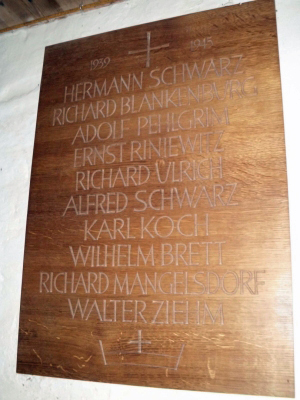 1939 1945
HERMANN SCHWARZ
RICHARD BLANKENBURG
ADOLF PEHLGRIM
ERNST RINIEWITZ
RICHARD ULRICH
ALFRED SCHWARZ
KARL KOCH
WILHELM BRETT
RICHARD MANGELSDORF
WALTER ZIEHM